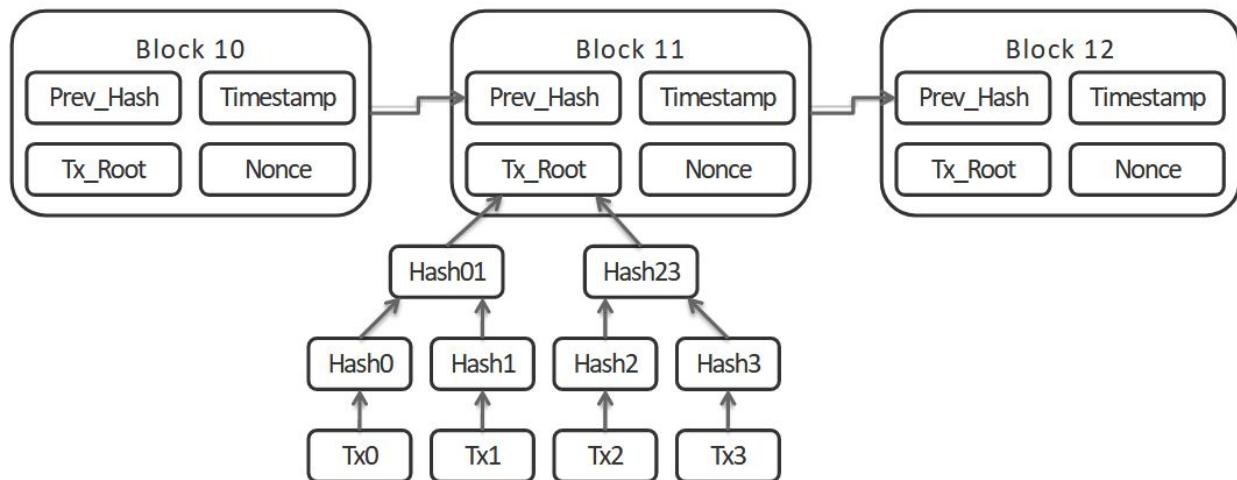 Block 10
Prev_Hash Timestamp
Tx_Root Nonce
Block 11
Prev_Hash Timestamp
Tx_Root Nonce
Block 12
Prev_Hash Timestamp
Tx_Root Nonce
Hash01 Hash23
Hash0 Hash1 Hash2 Hash3
Tx0 Tx1 Tx2 Tx3